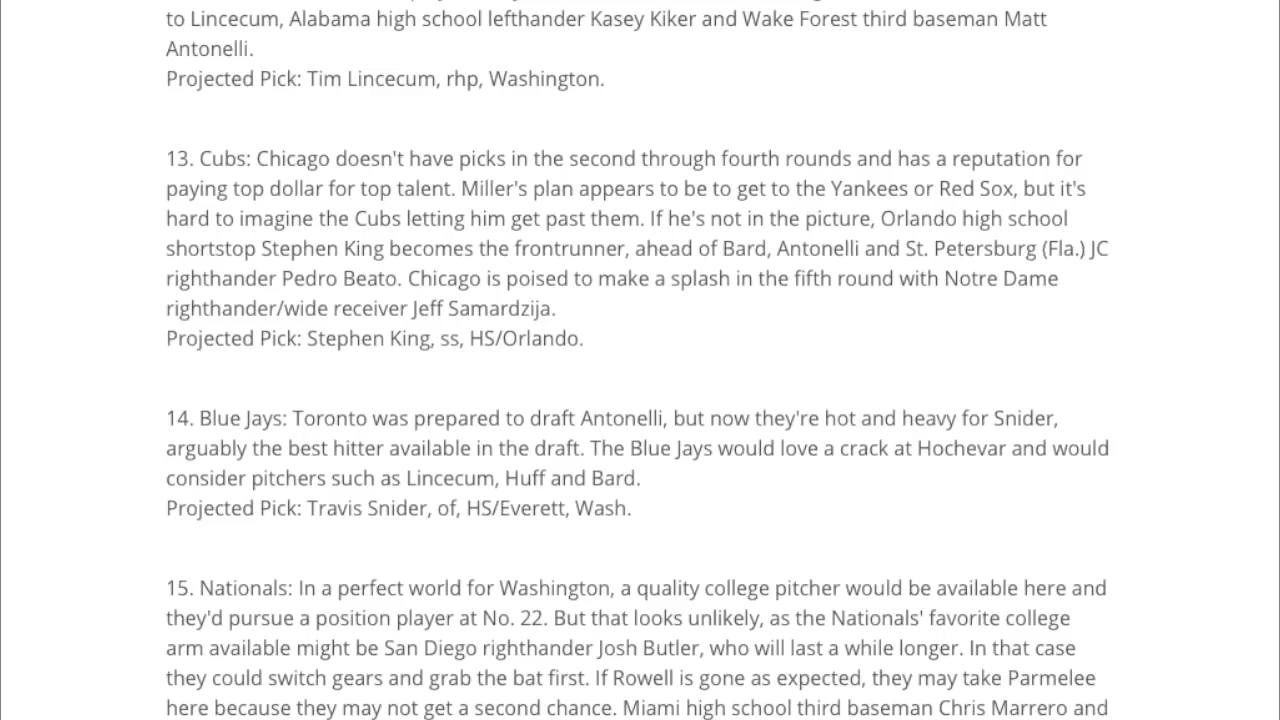 to Lincecum, Alabama high school lefthander Kasey Kiker and Wake Forest third baseman Matt
Antonelli.
Projected Pick: Tim Lincecum, rhp, Washington.
13. Cubs: Chicago doesn't have picks in the second through fourth rounds and has a reputation for
paying top dollar for top talent. Miller's plan appears to be to get to the Yankees or Red Sox, but it's
hard to imagine the Cubs letting him get past them. If he's not in the picture, Orlando high school
shortstop Stephen King becomes the frontrunner, ahead of Bard, Antonelli and St. Petersburg (Fla.) JC
righthander Pedro Beato. Chicago is poised to make a splash in the fifth round with Notre Dame
righthander/wide receiver Jeff Samardzija.
Projected Pick: Stephen King, ss, HS/Orlando.
14. Blue Jays: Toronto was prepared to draft Antonelli, but now they're hot and heavy for Snider,
arguably the best hitter available in the draft. The Blue Jays would love a crack at Hochevar and would
consider pitchers such as Lincecum, Huff and Bard.
Projected Pick: Travis Snider, of, HS/Everett, Wash.
15. Nationals: In a perfect world for Washington, a quality college pitcher would be available here and
they'd pursue a position player at No. 22. But that looks unlikely, as the Nationals' favorite college
arm available might be San Diego righthander Josh Butler, who will last a while longer. In that case
they could switch gears and grab the bat first. If Rowell is gone as expected, they may take Parmelee
here because they may not get a second chance. Miami high school third baseman Chris Marrero and